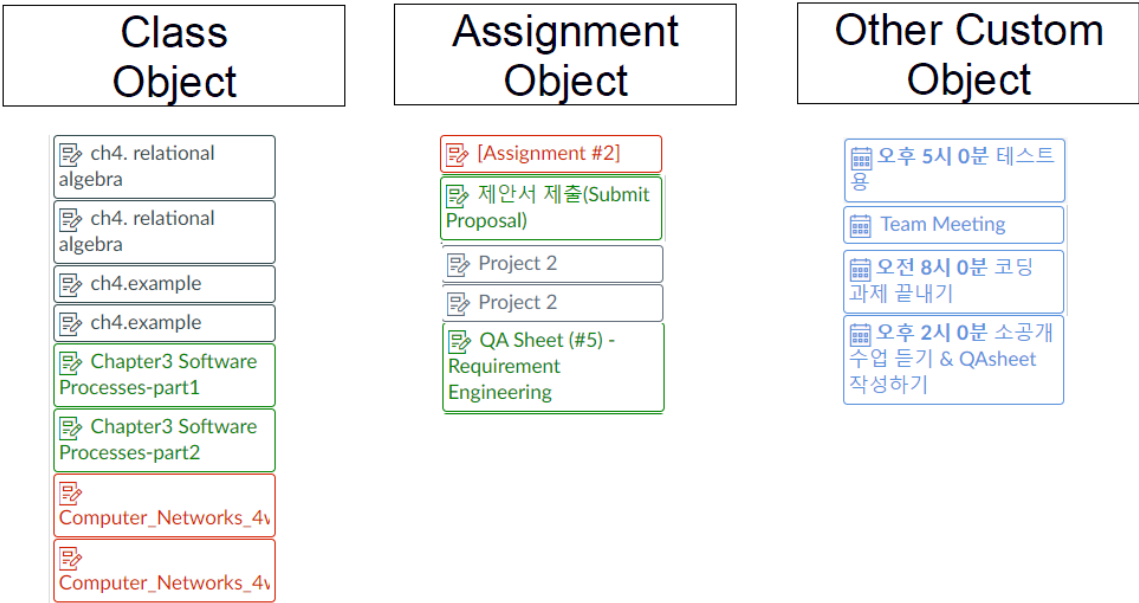 Class
Object
ch4. relational
algebra
ch4. relational
algebra
ch4.example
ch4.example
Chapter3 Software
Processes-part1
Chapter3 Software
Processes-part2
Computer_Networks_4
Computer_Networks_4
Assignment
Object
[Assignment #2]
제안서 제출(Submit
Proposal)
Project 2
Project 2
QA Sheet (#5) -
Requirement
Engineering
Other Custom
Object
오후 5시 0분 테스트
용
Team Meeting
오전 8시 0분 코딩
과제 끝내기
오후 2시 0분 소공개
수업 듣기 & QAsheet
작성하기